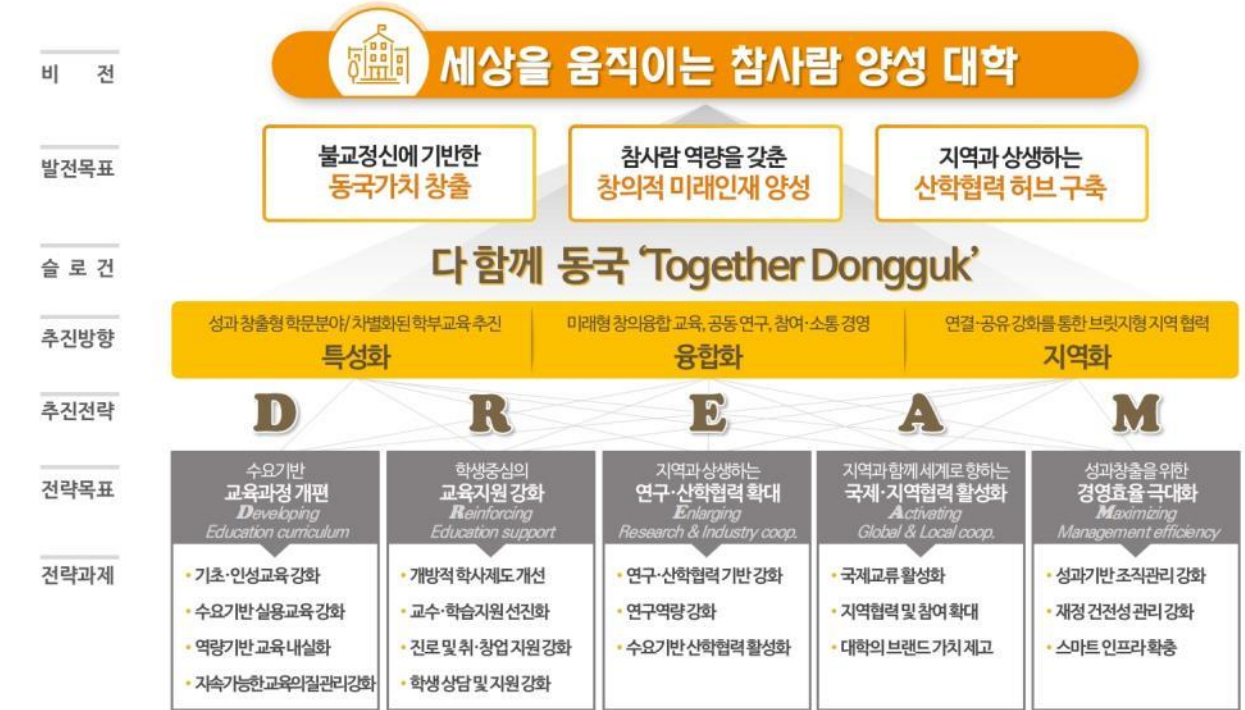 비 전
세상을 움직이는 참사람 양성 대학
발전목표
불교정신에 기반한
동국가치 창출
참사람 역량을 갖춘
창의적 미래인재 양성
지역과 상생하는
산학협력 허브 구축
슬 로 건
다 함께 동국 ‘Together Dongguk’
추진방향
성과 창출형 학문분야/ 차별화된 학부교육 추진
특성화
미래형 창의융합 교육, 공동 연구, 참여·소통 경영
융합화
연결·공유 강화를 통한 브릿지형 지역 협력
지역화
추진전략
D R E A M
전략목표
수요기반
교육과정 개편
Developing
Education curriculum
학생중심의
교육지원 강화
Reinforcing
Education support
지역과 상생하는
연구·산학협력 확대
Enlarging
Research & Industry coop.
지역과 함께 세계로 향하는
국제·지역협력 활성화
Activating
Global & Local coop.
성과창출을 위한
경영효율 극대화
Maximizing
Management efficiency
전략과제
· 기초·인성교육 강화
· 수요기반 실용교육 강화
· 역량기반 교육 내실화
· 지속가능한 교육의 질 관리 강화
· 개방적 학사제도 개선
· 교수·학습지원 선진화
· 진로 및 취·창업 지원 강화
· 학생 상담 및 지원 강화
· 연구·산학협력 기반 강화
· 연구역량 강화
· 수요기반 산학협력 활성화
· 국제교류 활성화
· 지역협력 및 참여 확대
· 대학의 브랜드 가치 제고
· 성과기반 조직관리 강화
· 재정 건전성 관리 강화
· 스마트 인프라 확충